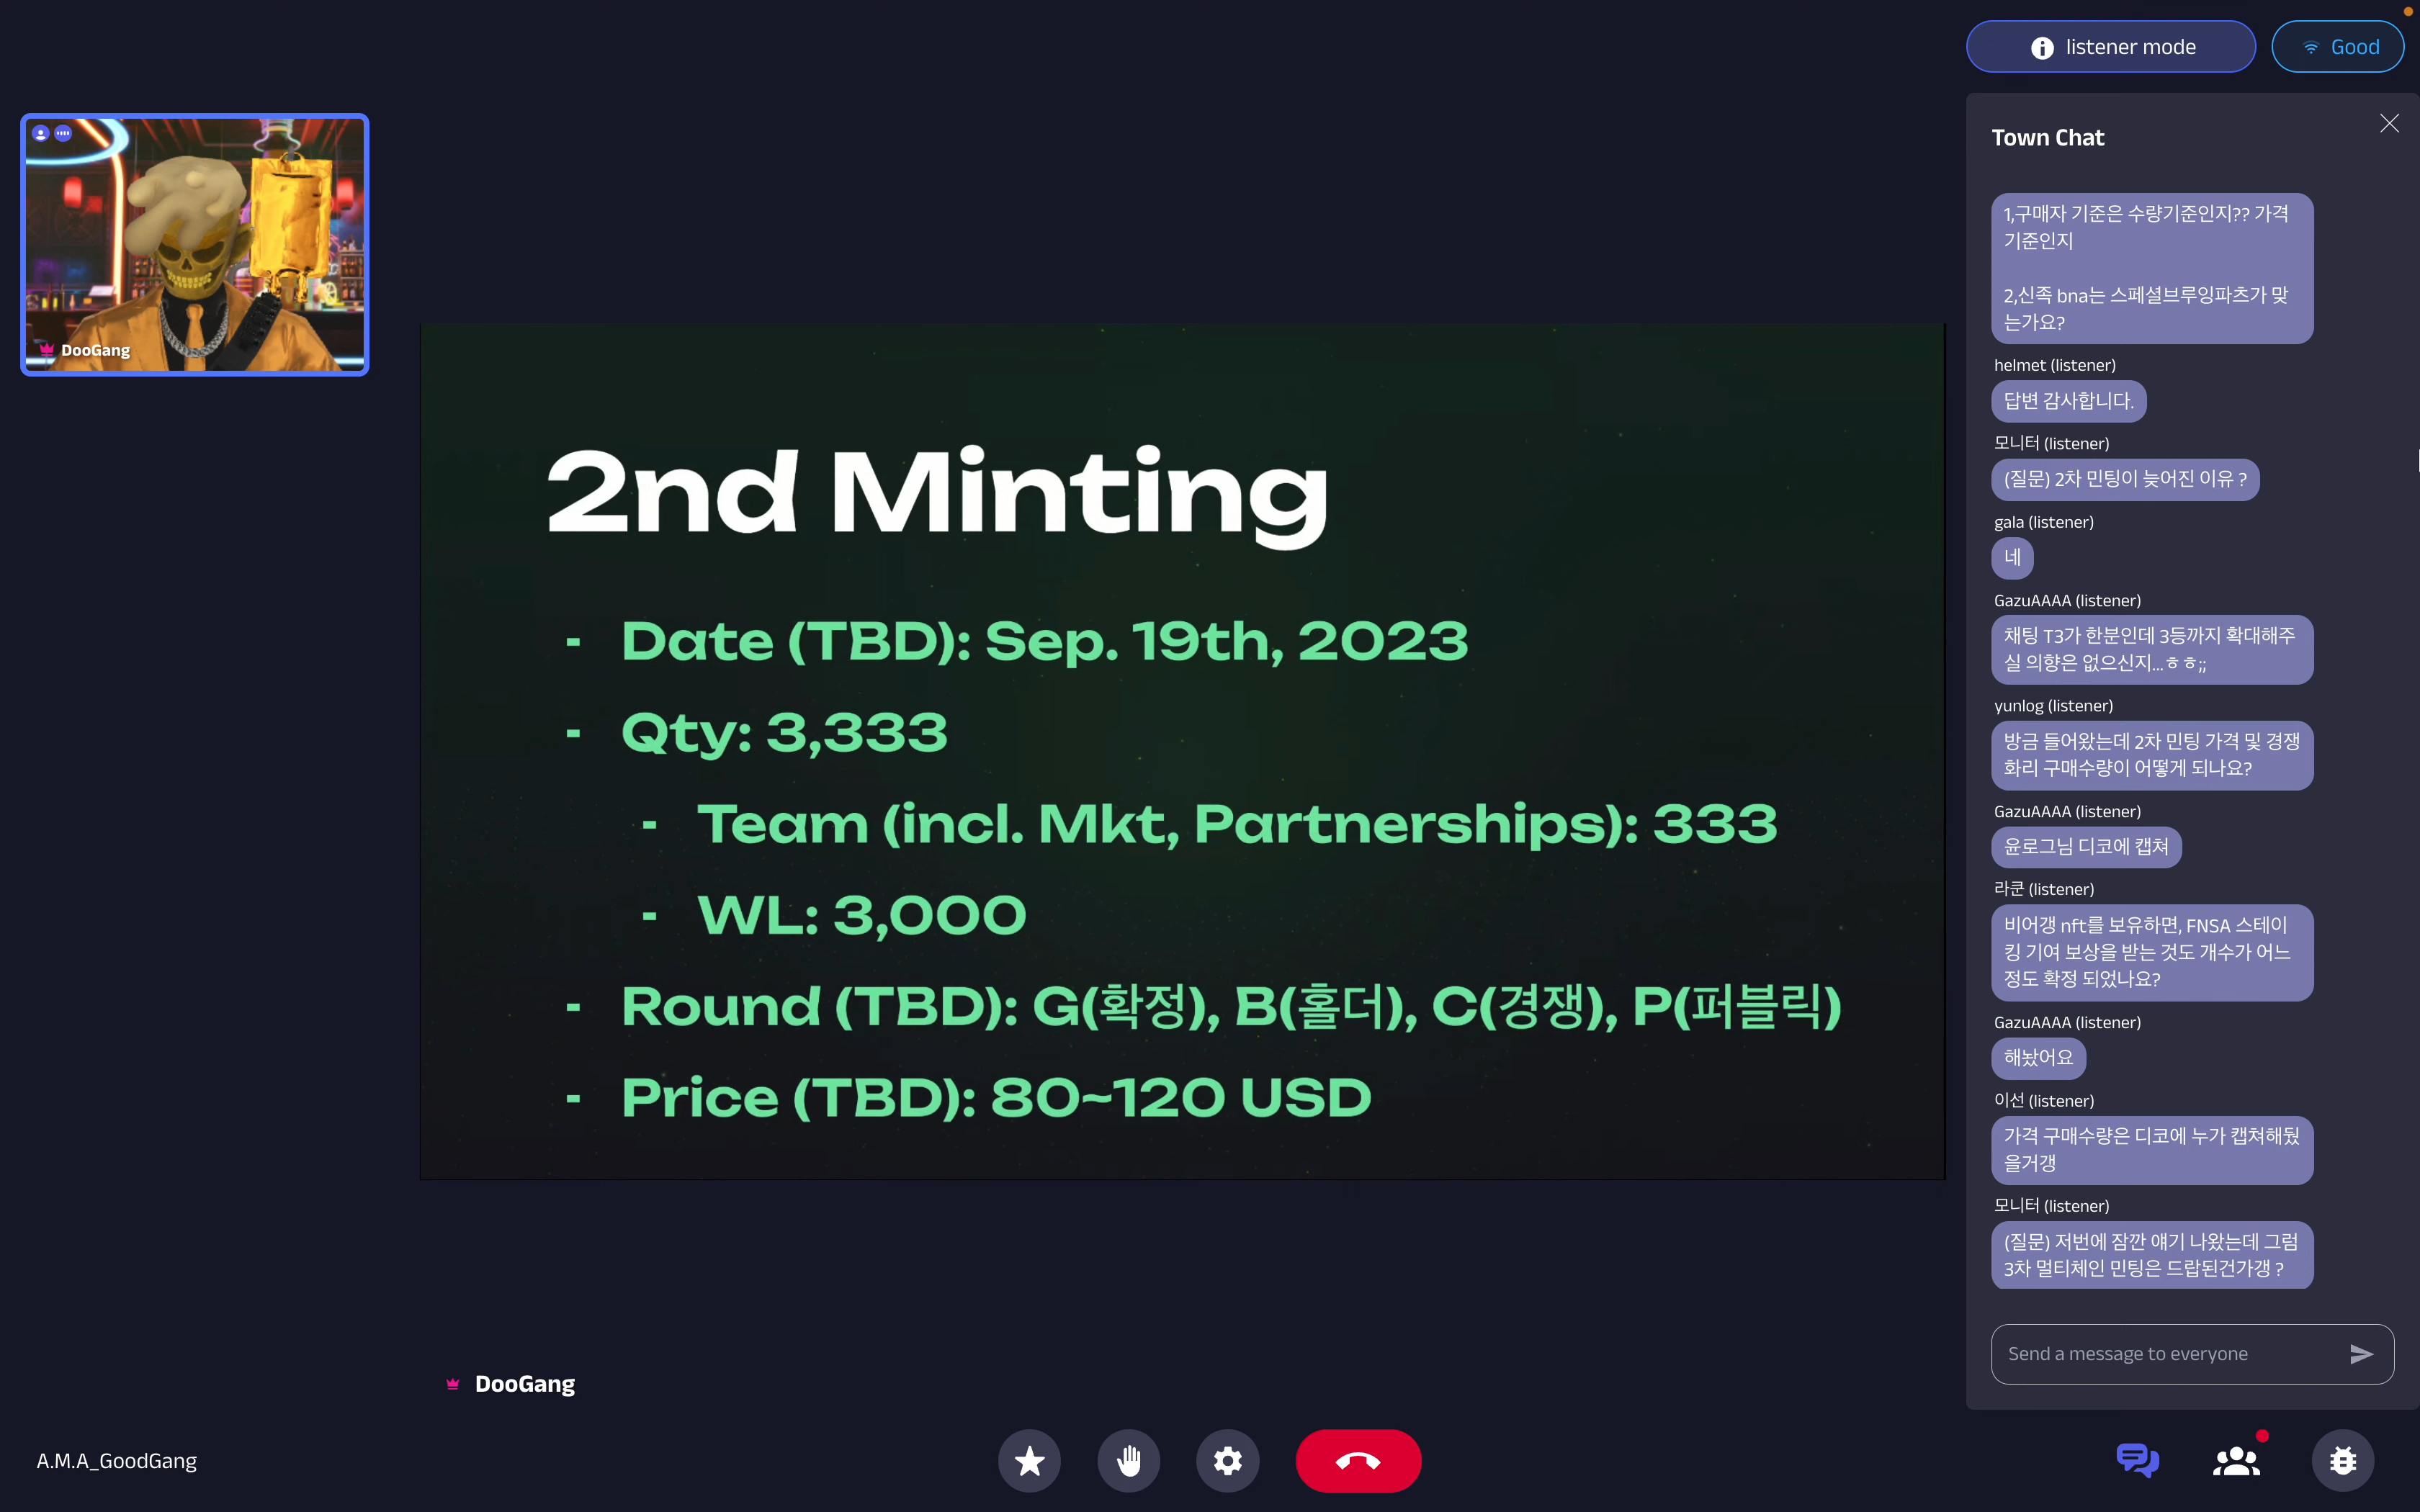 listener mode
Good
DooGang
2nd Minting
- Date (TBD): Sep. 19th, 2023
- Qty: 3,333
- Team (incl. Mkt, Partnerships): 333
- WL: 3,000
- Round (TBD): G(확정), B(홀더), C(경쟁), P(퍼블릭)
- Price (TBD): 80~120 USD
DooGang
A.M.A_GoodGang
Town Chat
1,구매자 기준은 수량기준인지?? 가격
기준인지
2,신족 bna는 스페셜브루잉파츠가 맞
는가요?
helmet (listener)
답변 감사합니다.
모니터 (listener)
(질문) 2차 민팅이 늦어진 이유 ?
gala (listener)
네
GazuAAAA (listener)
채팅 T3가 한분인데 3등까지 확대해주
실 의향은 없으신지...ㅎㅎ;;
yunlog (listener)
방금 들어왔는데 2차 민팅 가격 및 경쟁
화리 구매수량이 어떻게 되나요?
GazuAAAA (listener)
윤로그님 디코에 캡쳐
라쿤 (listener)
비어갱 nft를 보유하면, FNSA 스테이
킹 기여 보상을 받는 것도 개수가 어느
정도 확정 되었나요?
GazuAAAA (listener)
해놨어요
이선 (listener)
가격 구매수량은 디코에 누가 캡쳐해뒀
을거갱
모니터 (listener)
(질문) 저번에 잠깐 얘기 나왔는데 그럼
3차 멀티체인 민팅은 드랍된건가갱 ?
Send a message to everyone